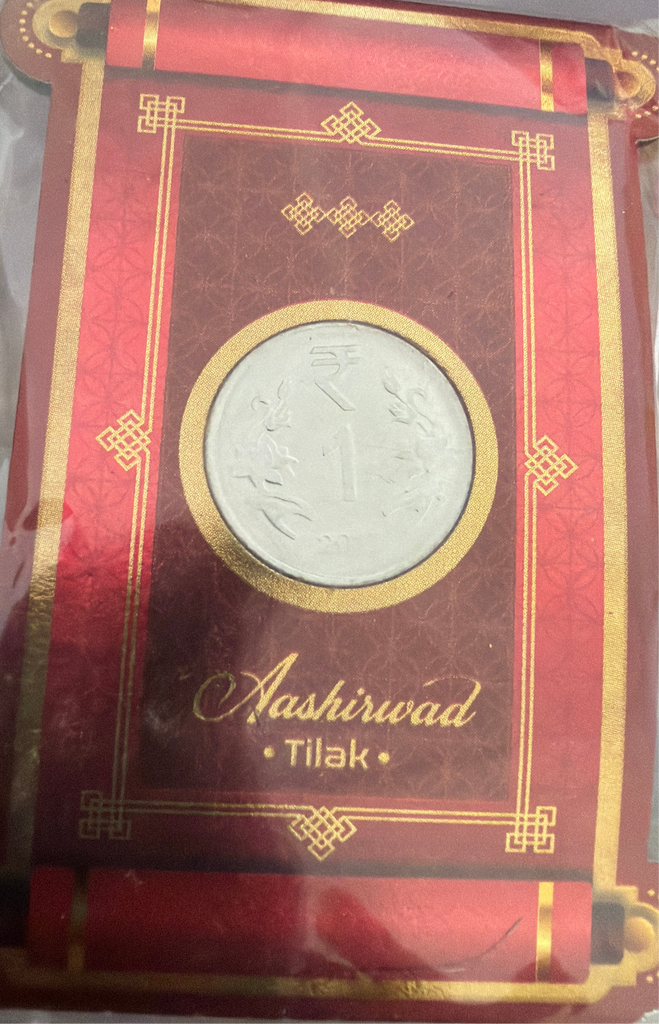 ₹
1
Aashirwad
• Tilak •